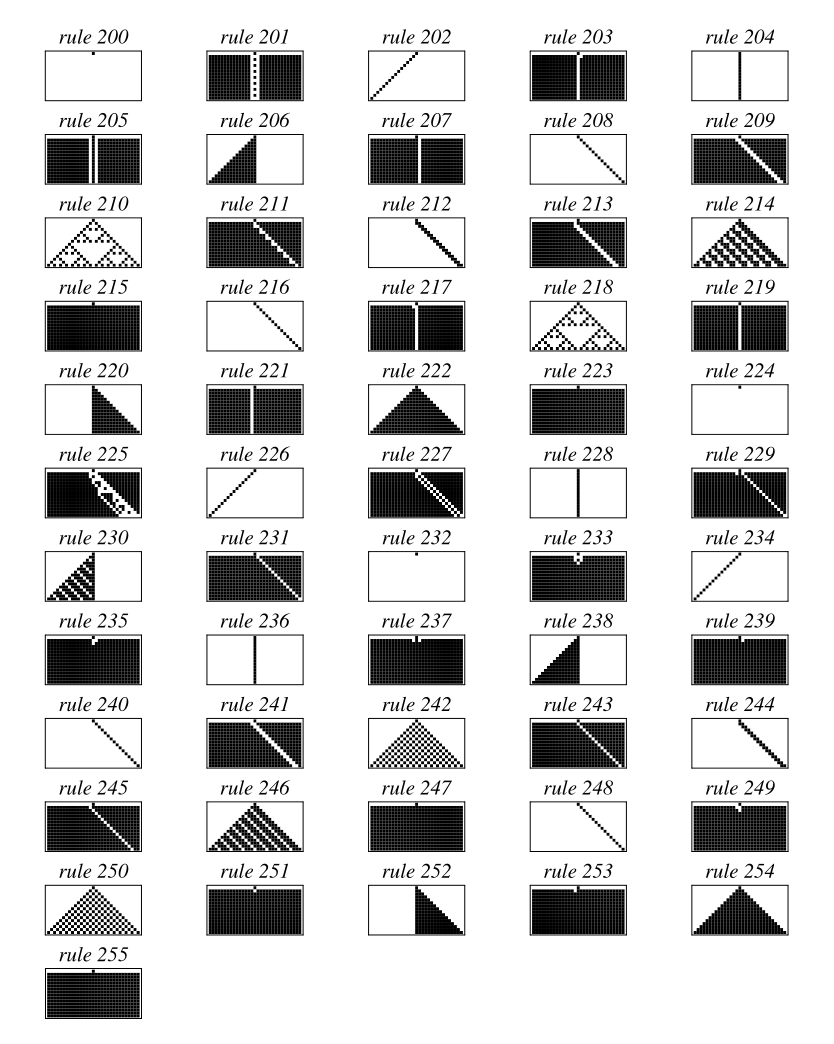 rule 200 rule 201 rule 202 rule 203 rule 204
rule 205 rule 206 rule 207 rule 208 rule 209
rule 210 rule 211 rule 212 rule 213 rule 214
rule 215 rule 216 rule 217 rule 218 rule 219
rule 220 rule 221 rule 222 rule 223 rule 224
rule 225 rule 226 rule 227 rule 228 rule 229
rule 230 rule 231 rule 232 rule 233 rule 234
rule 235 rule 236 rule 237 rule 238 rule 239
rule 240 rule 241 rule 242 rule 243 rule 244
rule 245 rule 246 rule 247 rule 248 rule 249
rule 250 rule 251 rule 252 rule 253 rule 254
rule 255